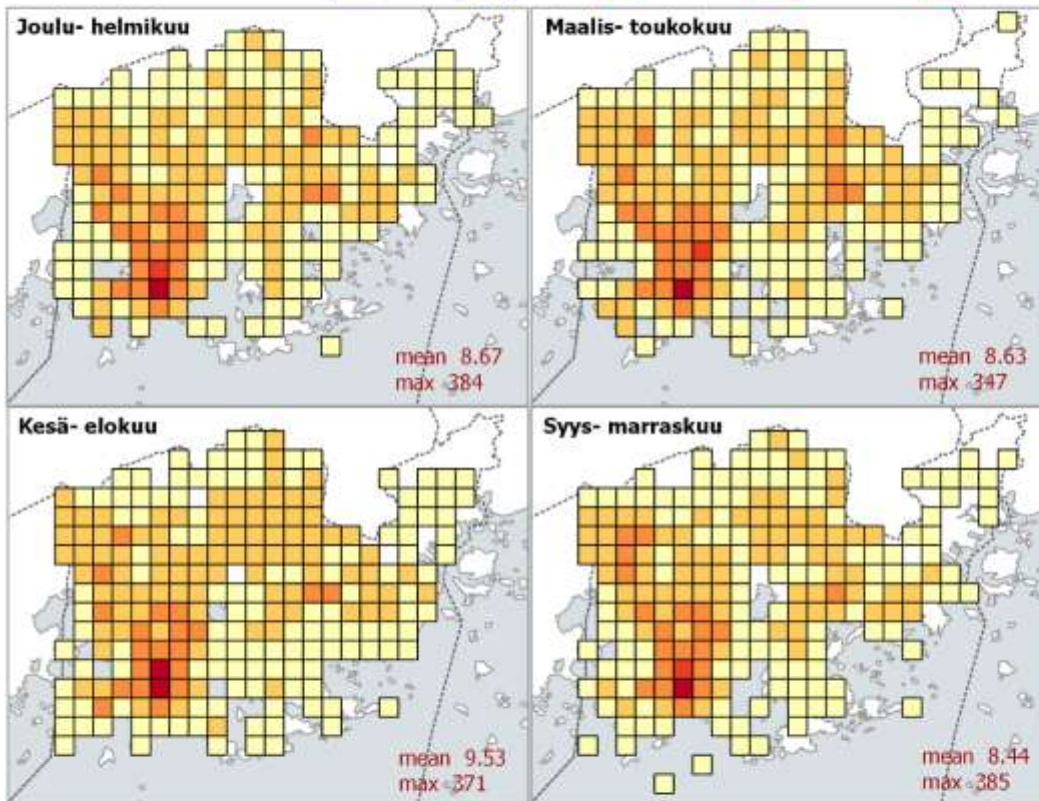 Joulu- helmikuu
mean 8.67
max 384
Maalis- toukokuu
mean 8.63
max 347
Kesä- elokuu
mean 9.53
max 371
Syys- marraskuu
mean 8.44
max 385